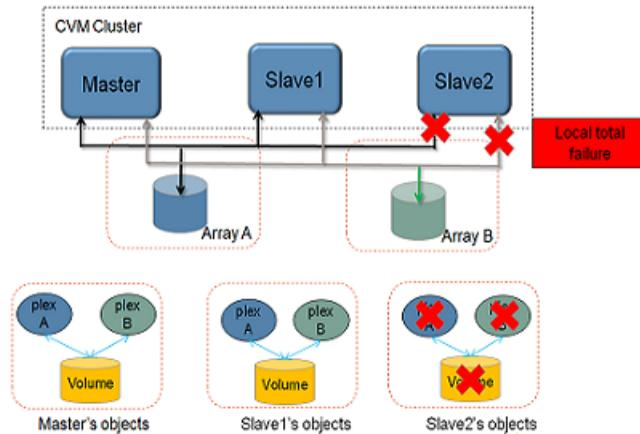 CVM Cluster
Master
Slave1
Slave2
Local total
failure
Array A
Array B
plex
A
plex
B
plex
A
plex
B
A
B
Volume
Volume
Master's objects
Slave1's objects
Slave2's objects